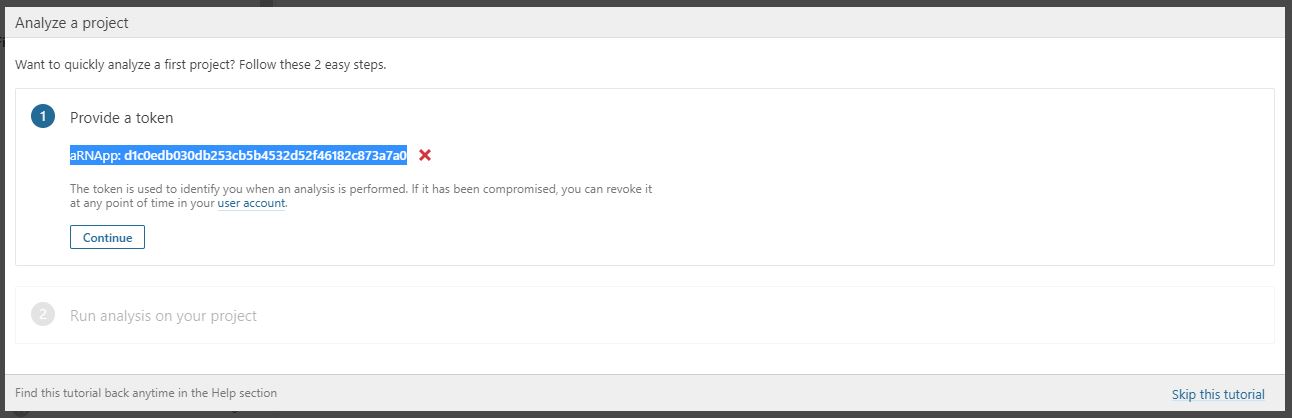 Analyze a project
Want to quickly analyze a first project? Follow these 2 easy steps.
1 Provide a token
aRNApp: d1c0edb030db253cb5b4532d52f46182c873a7a0
The token is used to identify you when an analysis is performed. If it has been compromised, you can revoke it
at any point of time in your user account.
Continue
2 Run analysis on your project
Find this tutorial back anytime in the Help section
Skip this tutorial